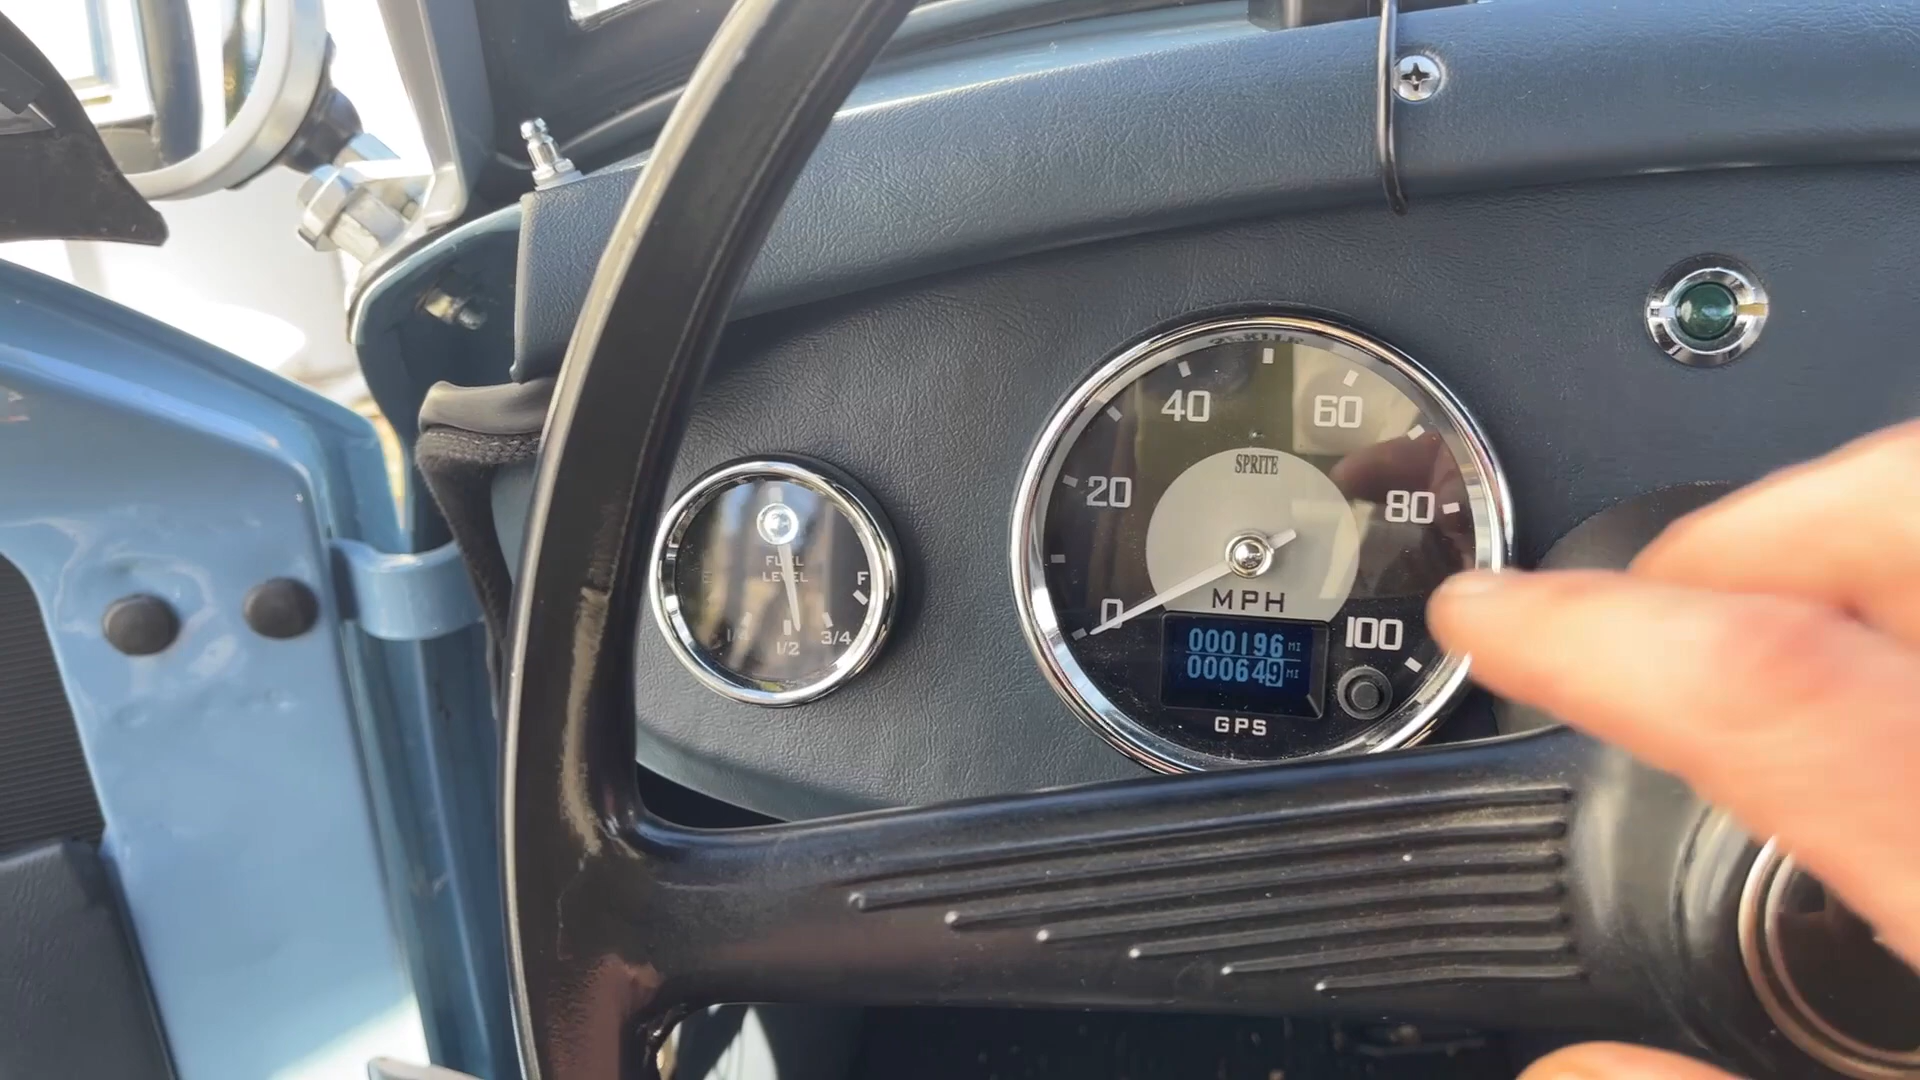 FUEL
LEVEL
E
F
1/4
1/2
3/4
SPRITE
0
20
40
60
80
100
MPH
000196 MI
000649 MI
GPS